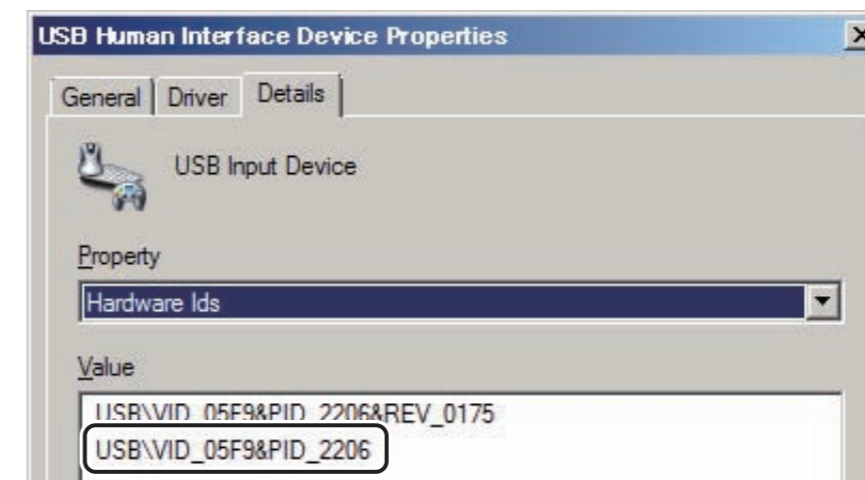 USB Human Interface Device Properties
General Driver Details
USB Input Device
Property
Hardware Ids
Value
USB\VID_05F9&PID_2206&REV_0175
USB\VID_05F9&PID_2206